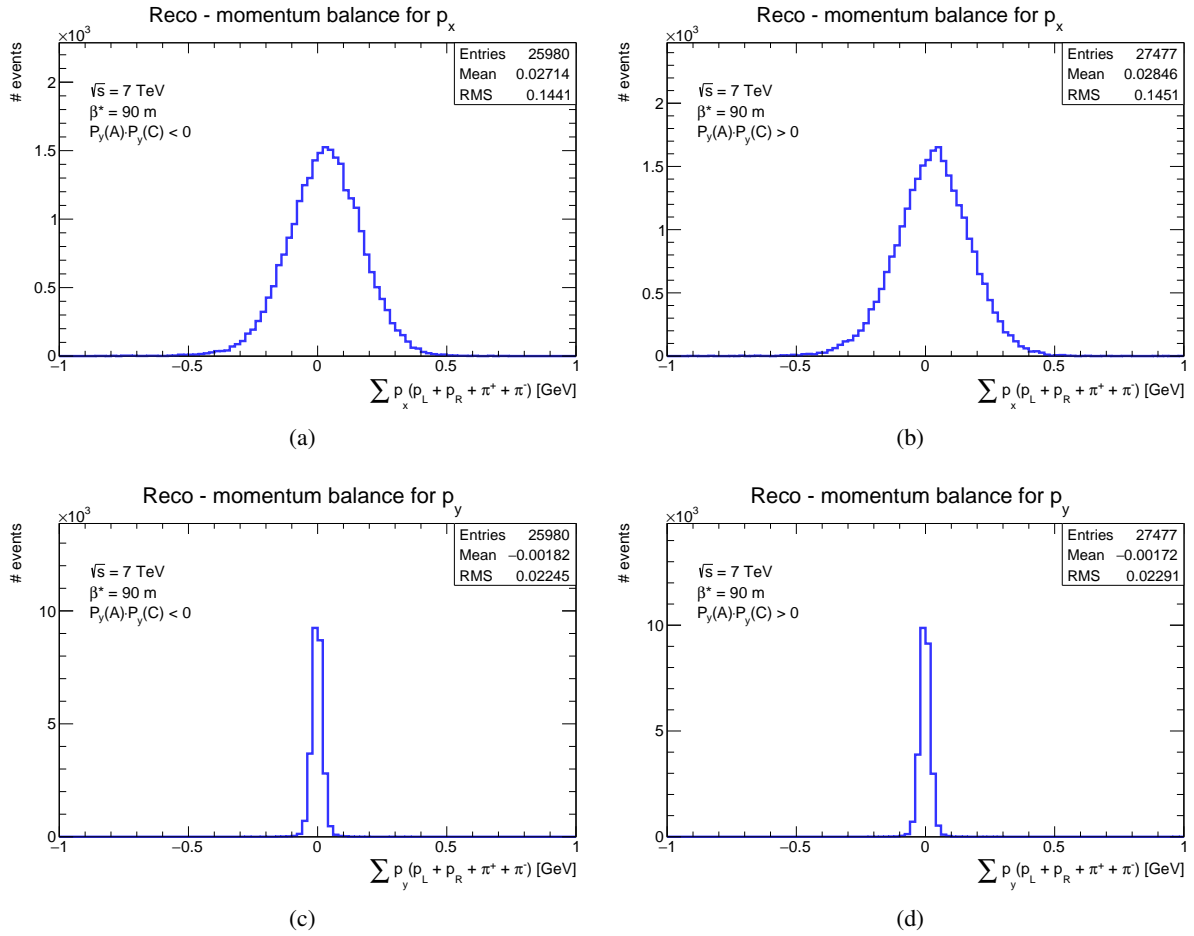 Reco - momentum balance for p_x
×10³
# events
Entries 25980
Mean 0.02714
RMS 0.1441
√s = 7 TeV
β* = 90 m
P_y(A)·P_y(C) < 0
2
1.5
1
0.5
0
−1 −0.5 0 0.5 1
∑ p_x (p_L + p_R + π⁺ + π⁻) [GeV]
(a)
Reco - momentum balance for p_x
×10³
# events
Entries 27477
Mean 0.02846
RMS 0.1451
√s = 7 TeV
β* = 90 m
P_y(A)·P_y(C) > 0
2
1.5
1
0.5
0
−1 −0.5 0 0.5 1
∑ p_x (p_L + p_R + π⁺ + π⁻) [GeV]
(b)
Reco - momentum balance for p_y
×10³
# events
Entries 25980
Mean −0.00182
RMS 0.02245
√s = 7 TeV
β* = 90 m
P_y(A)·P_y(C) < 0
10
5
0
−1 −0.5 0 0.5 1
∑ p_y (p_L + p_R + π⁺ + π⁻) [GeV]
(c)
Reco - momentum balance for p_y
×10³
# events
Entries 27477
Mean −0.00172
RMS 0.02291
√s = 7 TeV
β* = 90 m
P_y(A)·P_y(C) > 0
10
5
0
−1 −0.5 0 0.5 1
∑ p_y (p_L + p_R + π⁺ + π⁻) [GeV]
(d)